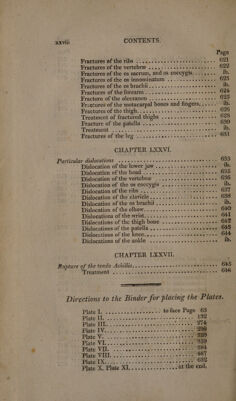 xxviii CONTENTS.
Page
Fractures of the ribs 621
Fractures of the vertebræ 622
Fractures of the os sacrum, and os coccygis ib.
Fractures of the os innominatum 623
Fractures of the os brachii ib.
Fractures of the forearm 624
Fracture of the olecranon 625
Fractures of the metacarpal bones and fingers, ib.
Fractures of the thigh 626
Treatment of fractured thighs 628
Fracture of the patella 630
Treatment ib.
Fractures of the leg 631
CHAPTER LXXVI.
Particular dislocations 635
Dislocation of the lower jaw ib.
Dislocation of the head 635
Dislocation of the vertebræ 636
Dislocation of the os coccygis ib.
Dislocation of the ribs 637
Dislocation of the clavicle 638
Dislocation of the os brachii ib.
Dislocation of the elbow 640
Dislocations of the wrist 641
Dislocations of the thigh bone 642
Dislocations of the patella 643
Dislocations of the knee 644
Dislocations of the ankle ib.
CHAPTER LXXVII.
Rupture of the tendo Achillis 645
Treatment 646
Directions to the Binder for placing the Plates.
Plate I. to face Page 63
Plate II. 132
Plate III. 274
Plate IV. 298
Plate V. 320
Plate VI. 339
Plate VII. 394
Plate VIII. 487
Plate IX. 632
Plate X. Plate XI. at the end.